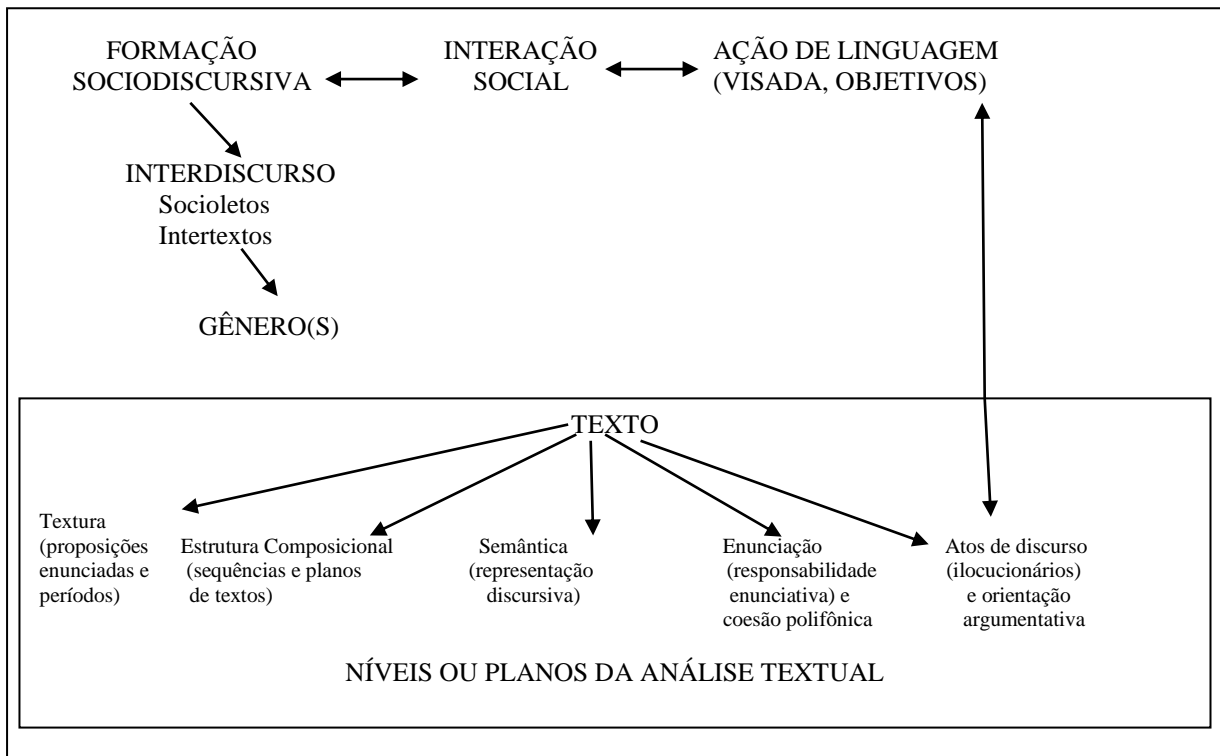 FORMAÇÃO
SOCIODISCURSIVA
INTERAÇÃO
SOCIAL
AÇÃO DE LINGUAGEM
(VISADA, OBJETIVOS)
INTERDISCURSO
Socioletos
Intertextos
GÊNERO(S)
TEXTO
Textura
(proposições
enunciadas e
períodos)
Estrutura Composicional
(sequências e planos
de textos)
Semântica
(representação
discursiva)
Enunciação
(responsabilidade
enunciativa) e
coesão polifônica
Atos de discurso
(ilocucionários)
e orientação
argumentativa
NÍVEIS OU PLANOS DA ANÁLISE TEXTUAL